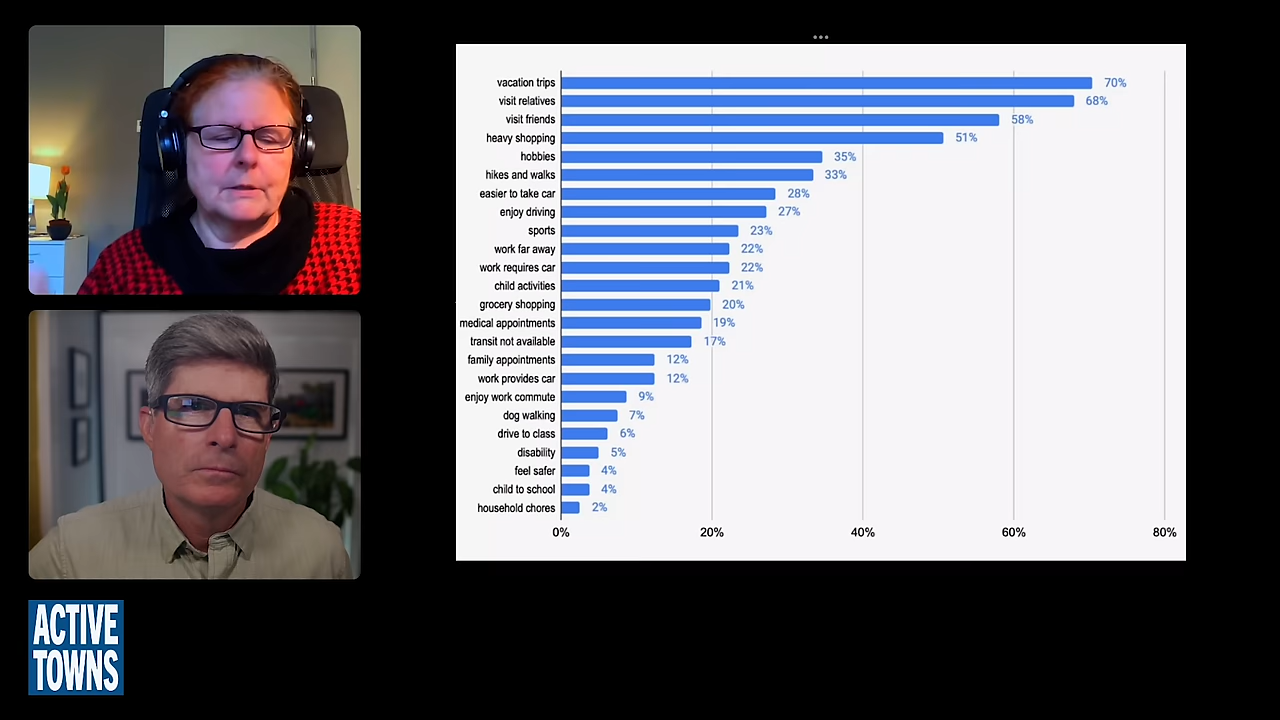 •••
vacation trips 70%
visit relatives 68%
visit friends 58%
heavy shopping 51%
hobbies 35%
hikes and walks 33%
easier to take car 28%
enjoy driving 27%
sports 23%
work far away 22%
work requires car 22%
child activities 21%
grocery shopping 20%
medical appointments 19%
transit not available 17%
family appointments 12%
work provides car 12%
enjoy work commute 9%
dog walking 7%
drive to class 6%
disability 5%
feel safer 4%
child to school 4%
household chores 2%
0% 20% 40% 60% 80%
ACTIVE
TOWNS